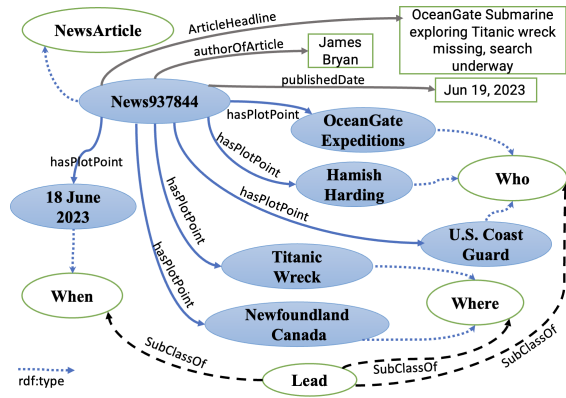 NewsArticle
ArticleHeadline
OceanGate Submarine
exploring Titanic wreck
missing, search
underway
authorOfArticle
James
Bryan
publishedDate
Jun 19, 2023
News937844
hasPlotPoint
OceanGate
Expeditions
hasPlotPoint
hasPlotPoint
Hamish
Harding
Who
hasPlotPoint
hasPlotPoint
18 June
2023
U.S. Coast
Guard
hasPlotPoint
Titanic
Wreck
When
Where
Newfoundland
Canada
SubClassOf
SubClassOf
SubClassOf
rdf:type
Lead